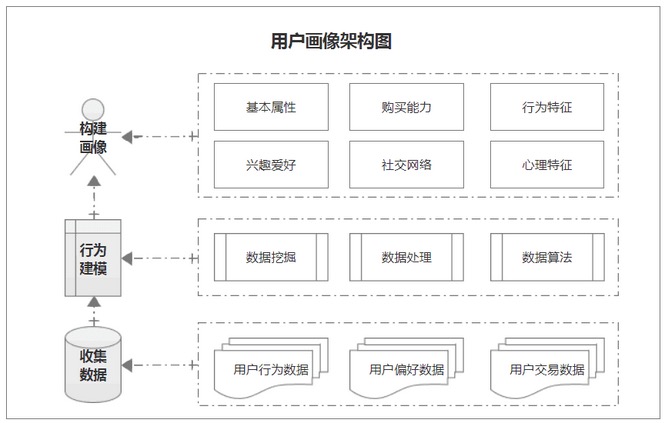 用户画像架构图
构建
画像
基本属性
购买能力
行为特征
兴趣爱好
社交网络
心理特征
行为
建模
数据挖掘
数据处理
数据算法
收集
数据
用户行为数据
用户偏好数据
用户交易数据